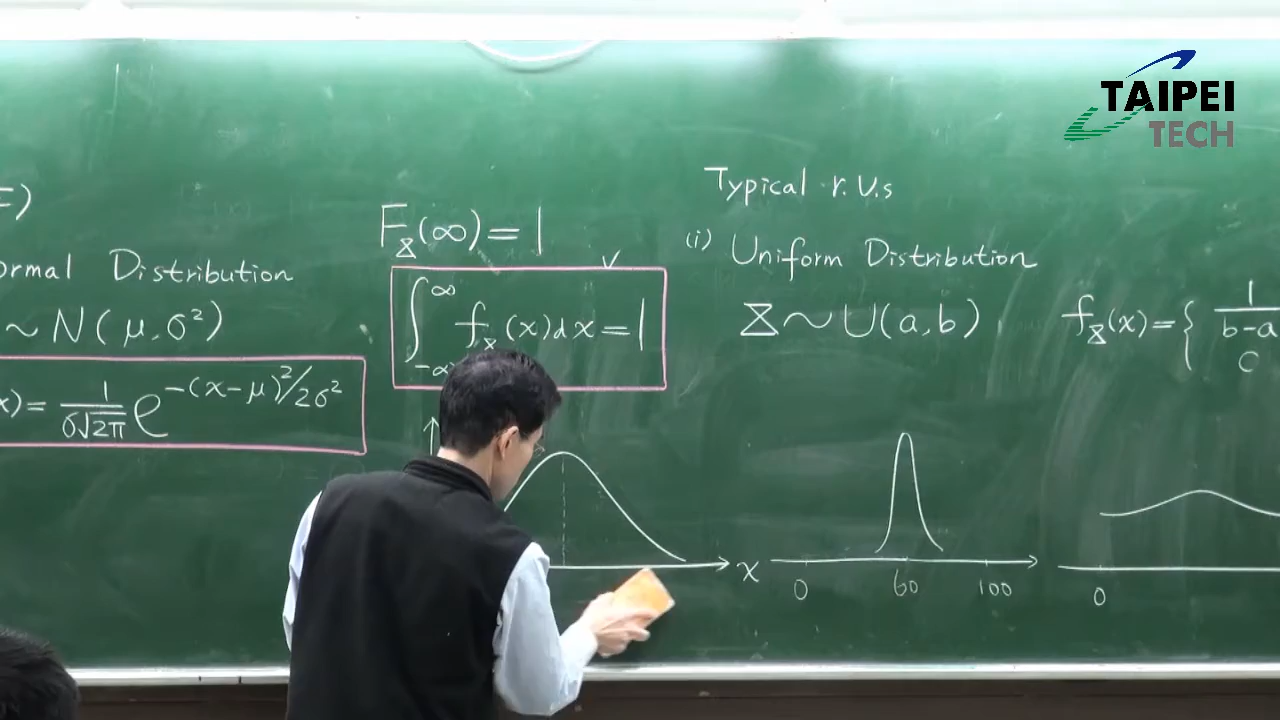 TAIPEI
TECH
F)
ormal Distribution
~ N(μ, σ²)
x) = 1/(σ√2π) e^{-(x-μ)²/2σ²}
F_X(∞) = 1
∫_{-∞}^{∞} f_X(x)dx = 1
x
Typical r.v.s
(i) Uniform Distribution
X ~ U(a, b)
f_X(x) = { 1/(b-a
0
0 60 100
0